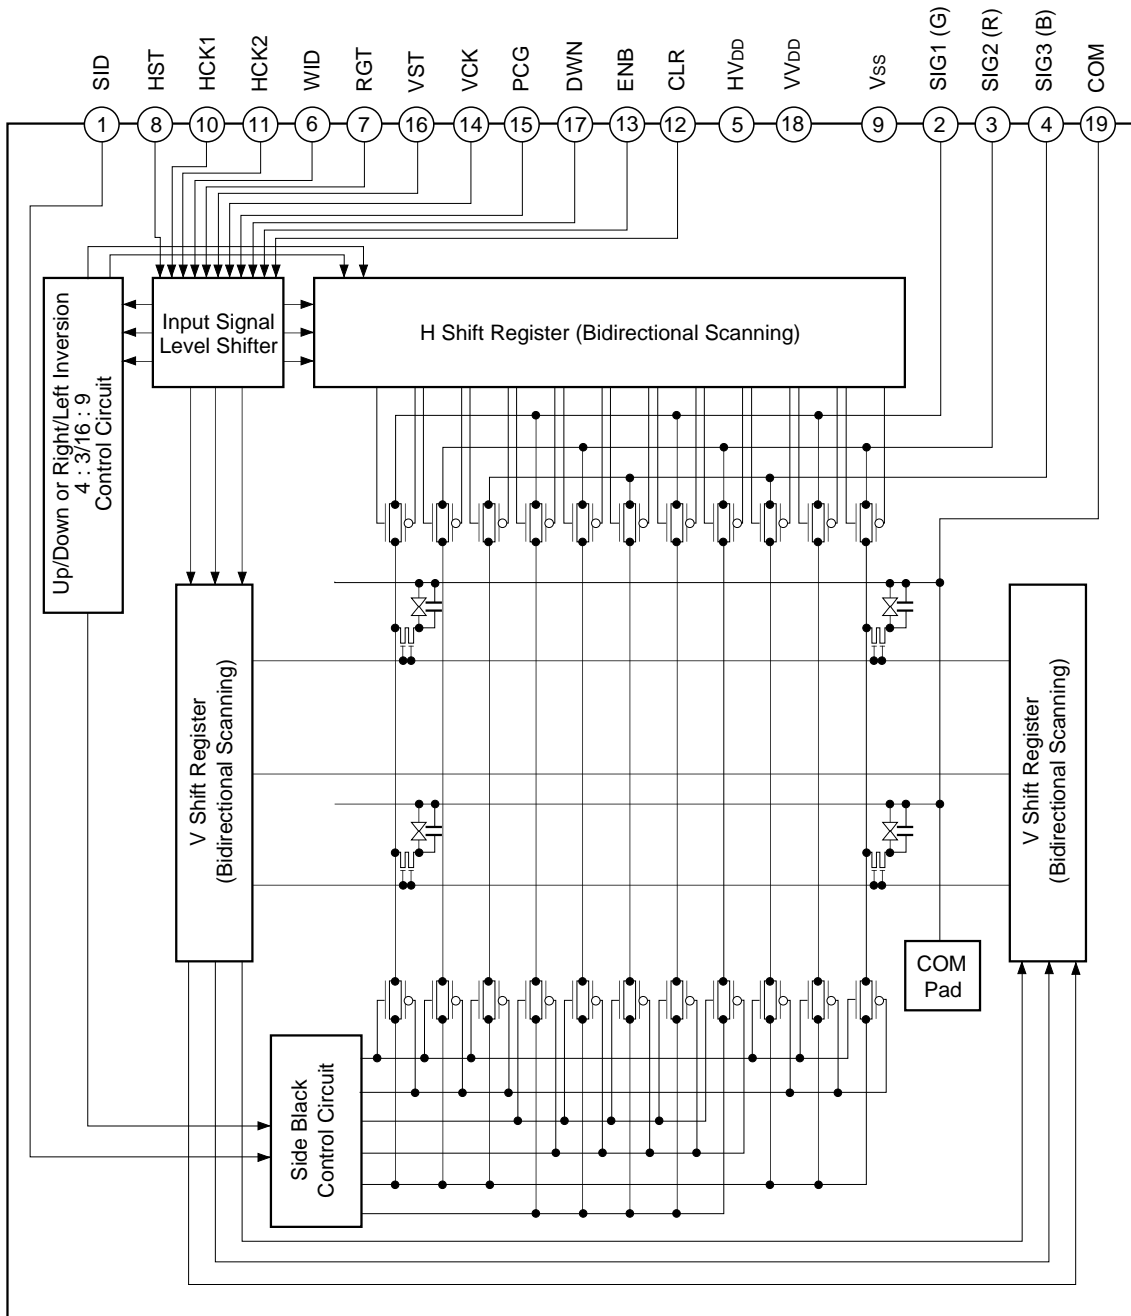 SID
HST
HCK1
HCK2
WID
RGT
VST
VCK
PCG
DWN
ENB
CLR
HVDD
VVDD
VSS
SIG1 (G)
SIG2 (R)
SIG3 (B)
COM
1
8
10
11
6
7
16
14
15
17
13
12
5
18
9
2
3
4
19
Up/Down or Right/Left Inversion
4 : 3/16 : 9
Control Circuit
Input Signal
Level Shifter
H Shift Register (Bidirectional Scanning)
V Shift Register
(Bidirectional Scanning)
V Shift Register
(Bidirectional Scanning)
COM
Pad
Side Black
Control Circuit